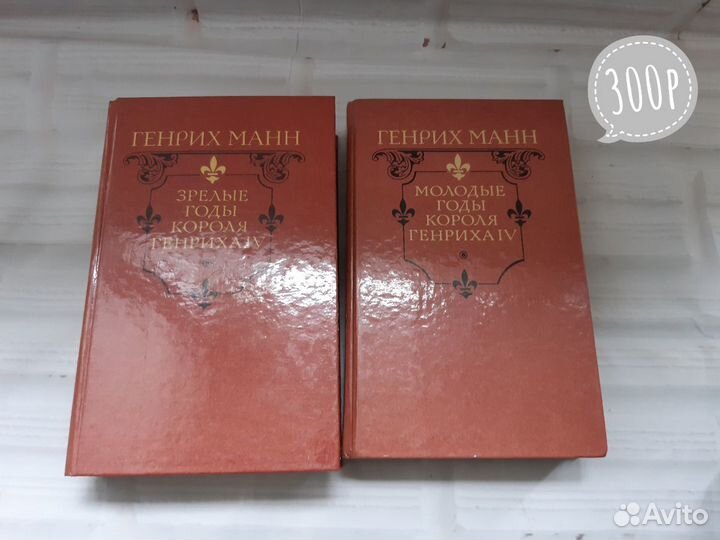 ГЕНРИХ МАНН
ЗРЕЛЫЕ
ГОДЫ
КОРОЛЯ
ГЕНРИХА IV
ГЕНРИХ МАНН
МОЛОДЫЕ
ГОДЫ
КОРОЛЯ
ГЕНРИХА IV
300Р
Avito